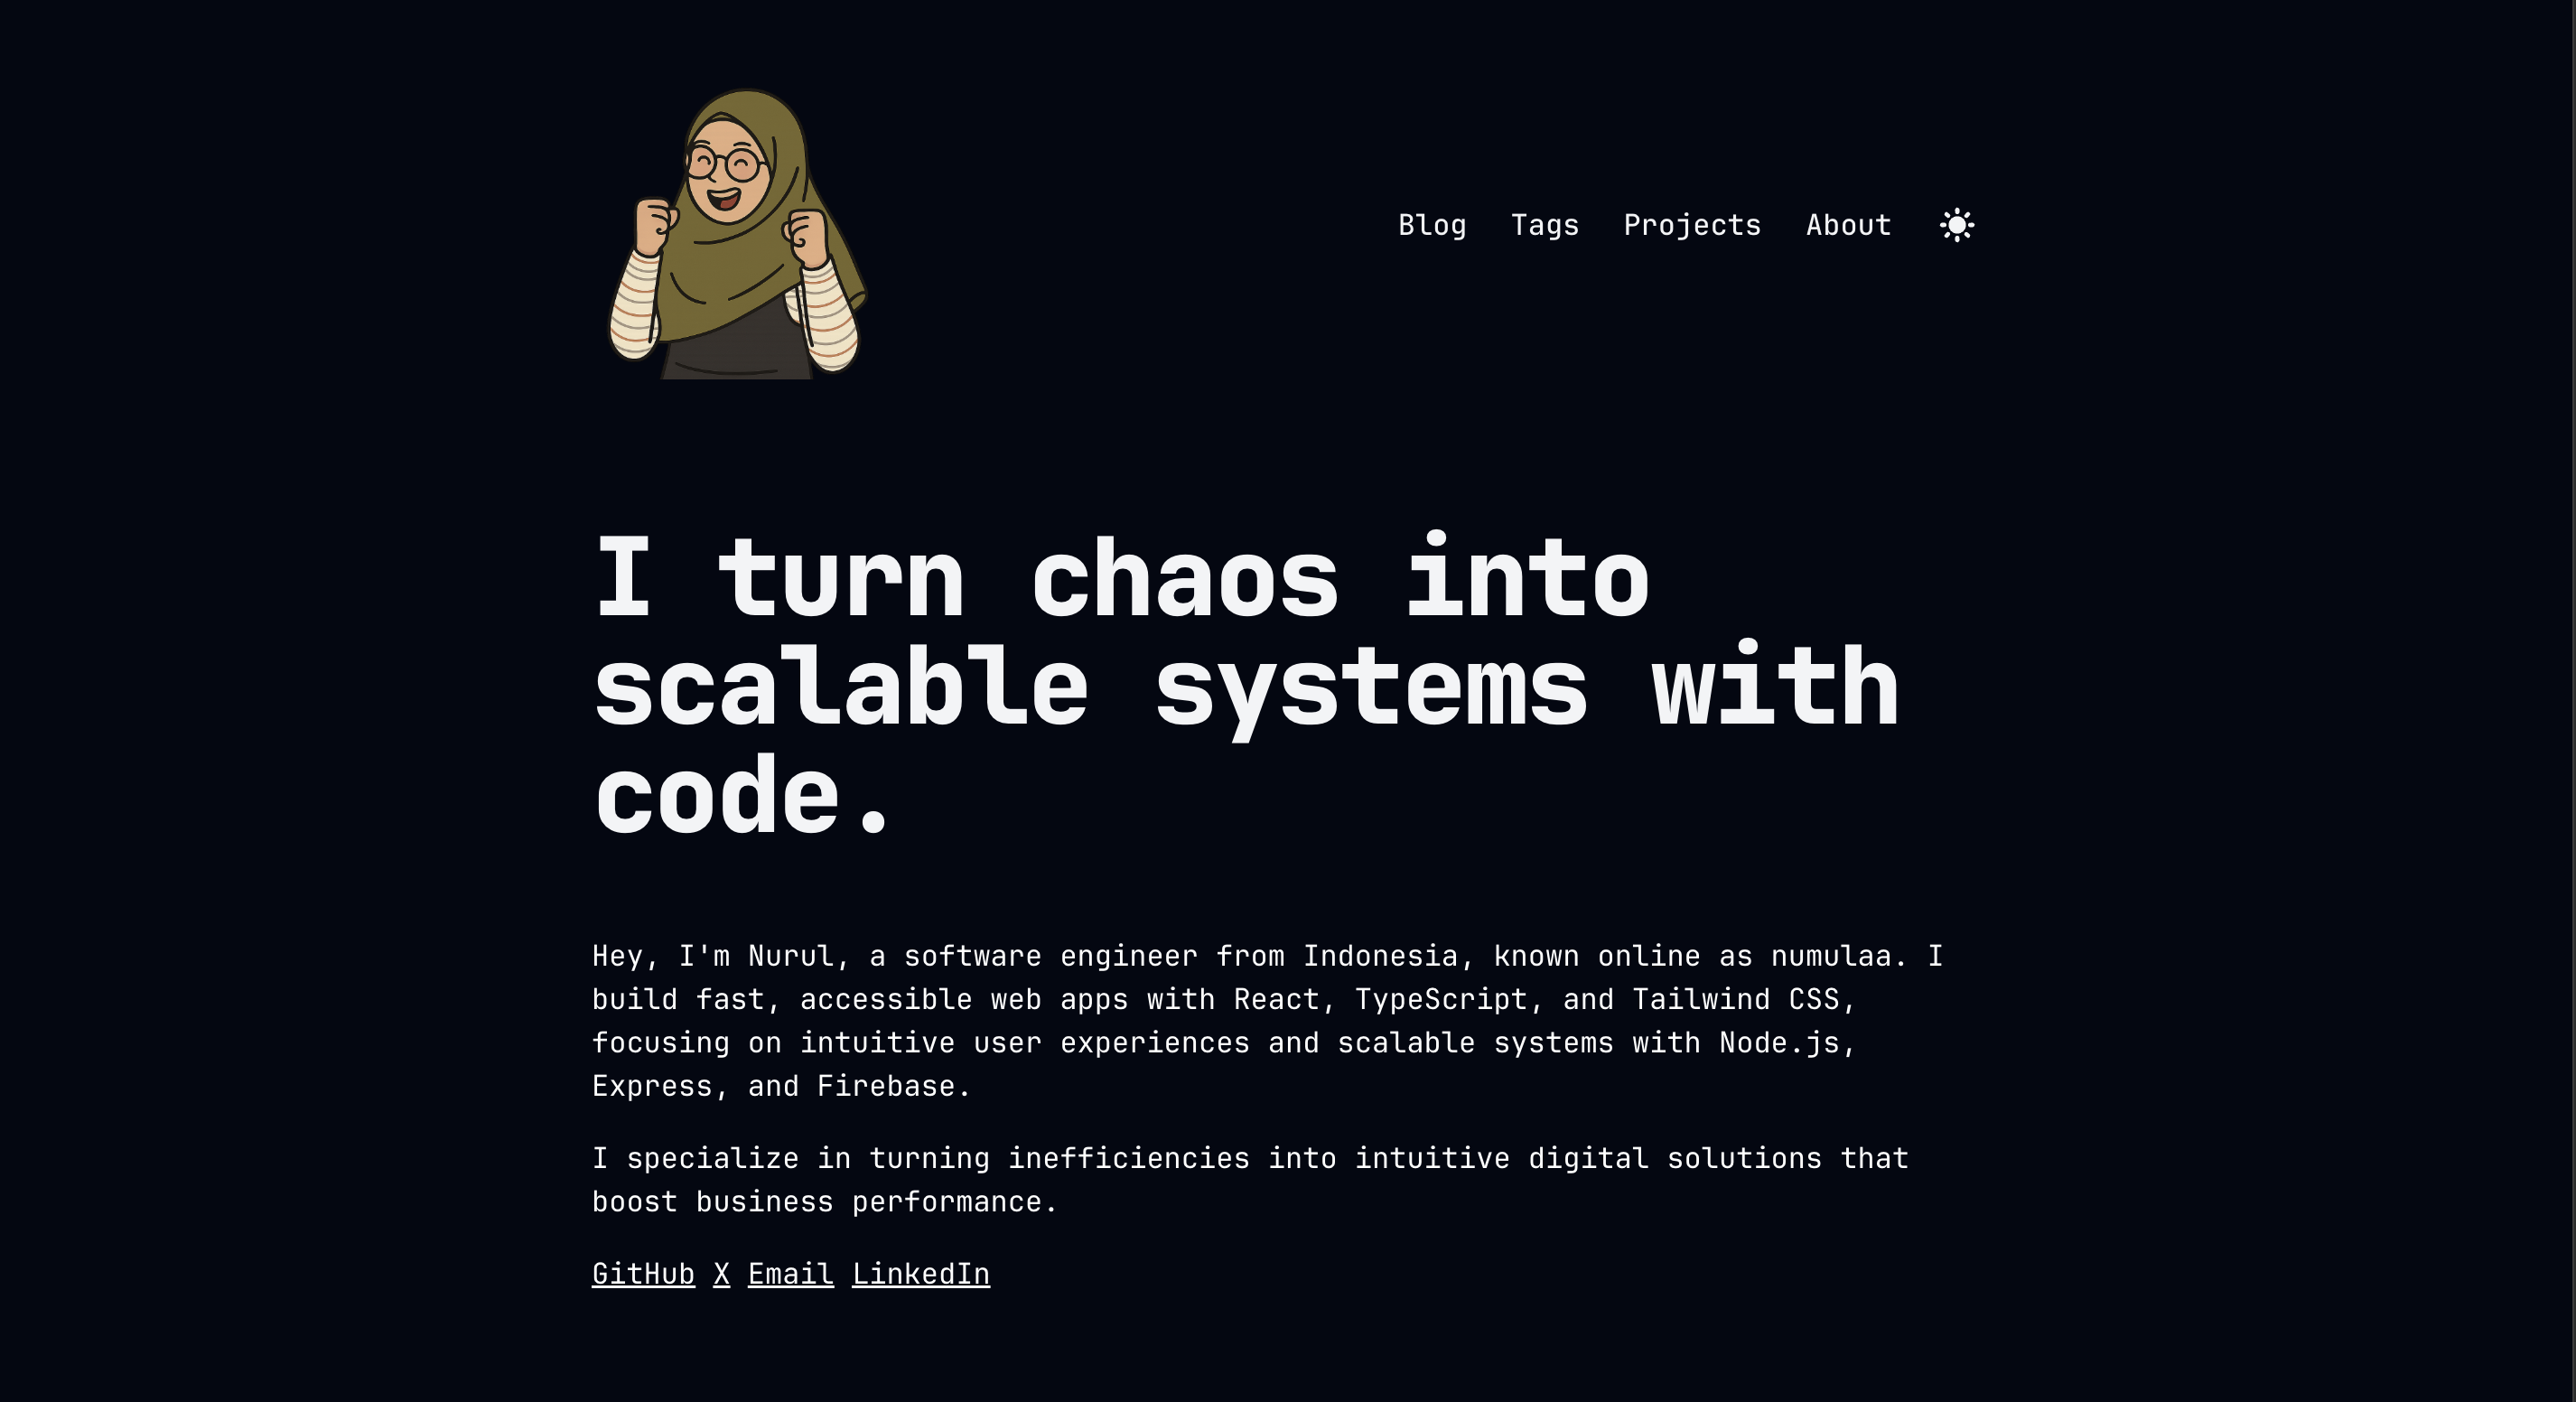 Blog Tags Projects About
I turn chaos into
scalable systems with
code.
Hey, I'm Nurul, a software engineer from Indonesia, known online as numulaa. I
build fast, accessible web apps with React, TypeScript, and Tailwind CSS,
focusing on intuitive user experiences and scalable systems with Node.js,
Express, and Firebase.
I specialize in turning inefficiencies into intuitive digital solutions that
boost business performance.
GitHub X Email LinkedIn